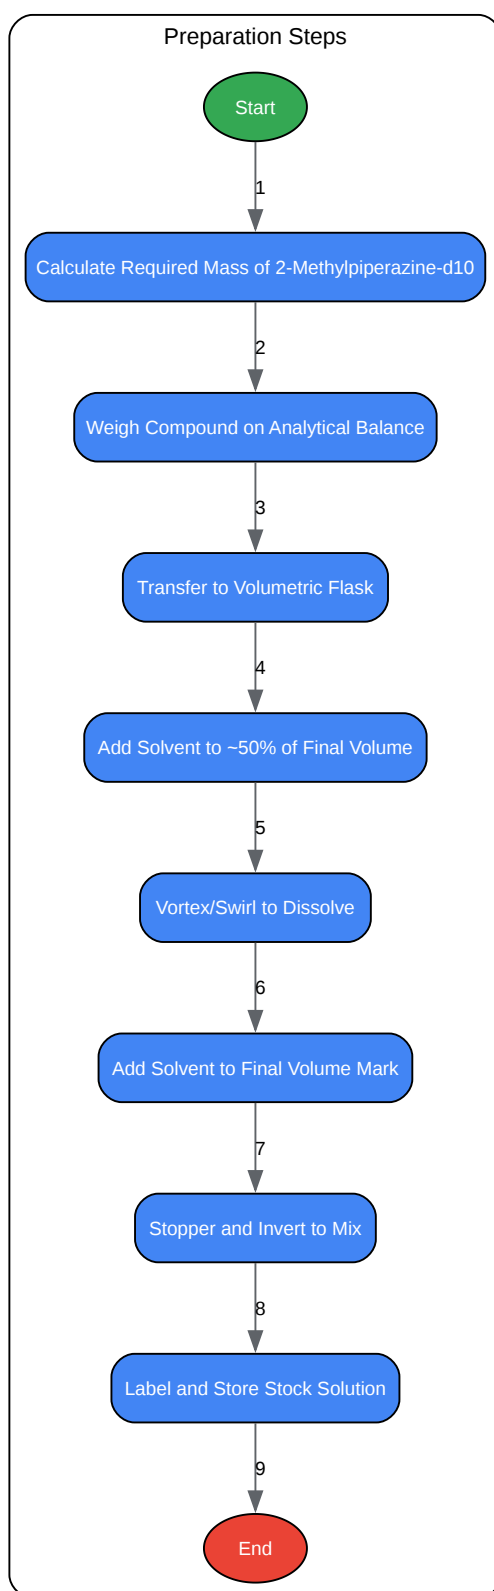 Preparation Steps
Start
1
Calculate Required Mass of 2-Methylpiperazine-d10
2
Weigh Compound on Analytical Balance
3
Transfer to Volumetric Flask
4
Add Solvent to ~50% of Final Volume
5
Vortex/Swirl to Dissolve
6
Add Solvent to Final Volume Mark
7
Stopper and Invert to Mix
8
Label and Store Stock Solution
9
End